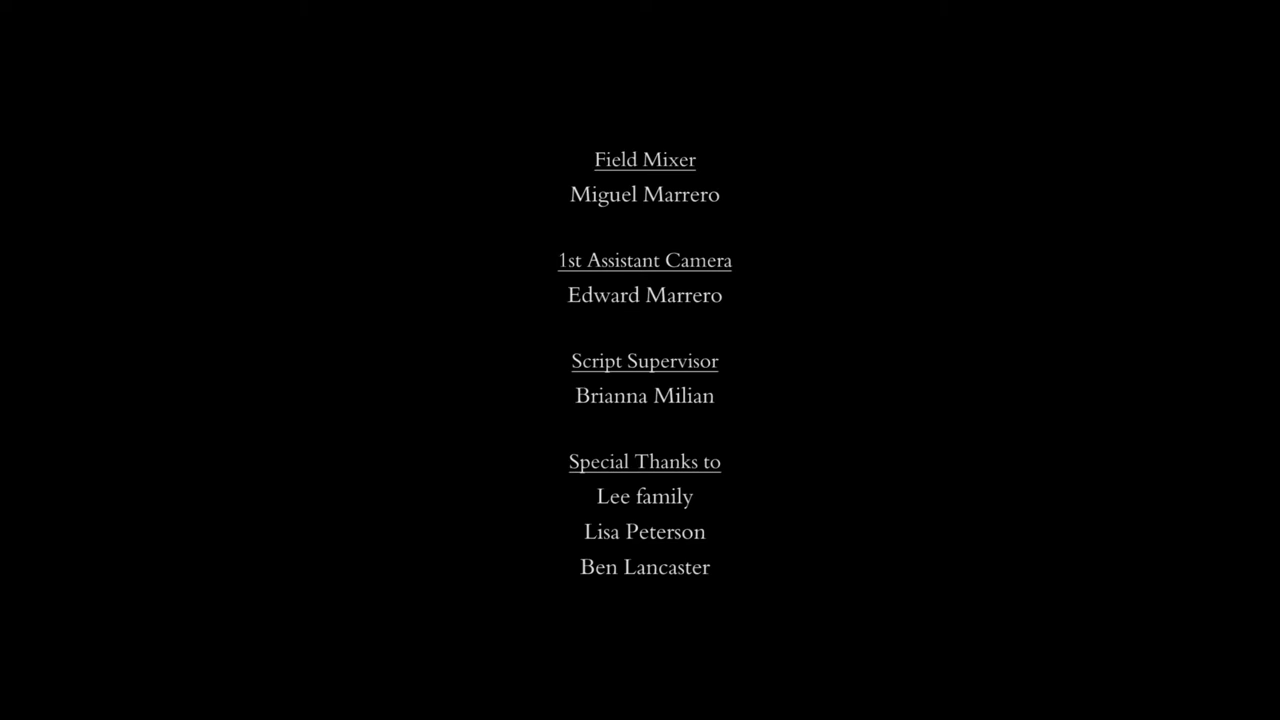 Field Mixer
Miguel Marrero
1st Assistant Camera
Edward Marrero
Script Supervisor
Brianna Milian
Special Thanks to
Lee family
Lisa Peterson
Ben Lancaster